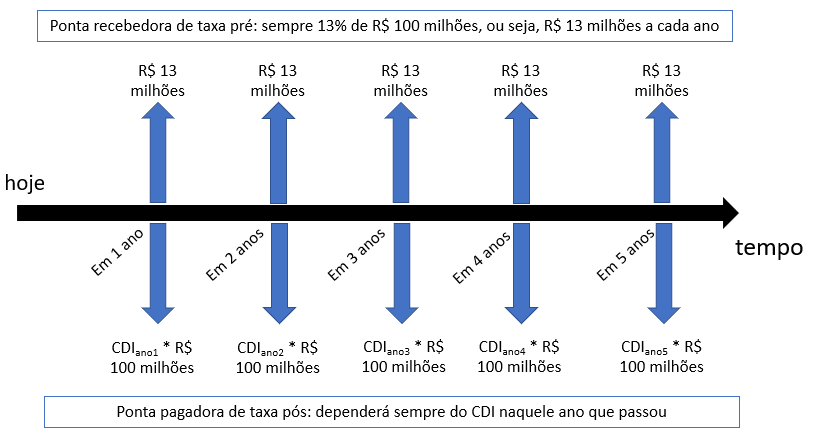 Ponta recebedora de taxa pré: sempre 13% de R$ 100 milhões, ou seja, R$ 13 milhões a cada ano
R$ 13
milhões
R$ 13
milhões
R$ 13
milhões
R$ 13
milhões
R$ 13
milhões
hoje
Em 1 ano
Em 2 anos
Em 3 anos
Em 4 anos
Em 5 anos
tempo
CDIano1 * R$
100 milhões
CDIano2 * R$
100 milhões
CDIano3 * R$
100 milhões
CDIano4 * R$
100 milhões
CDIano5 * R$
100 milhões
Ponta pagadora de taxa pós: dependerá sempre do CDI naquele ano que passou